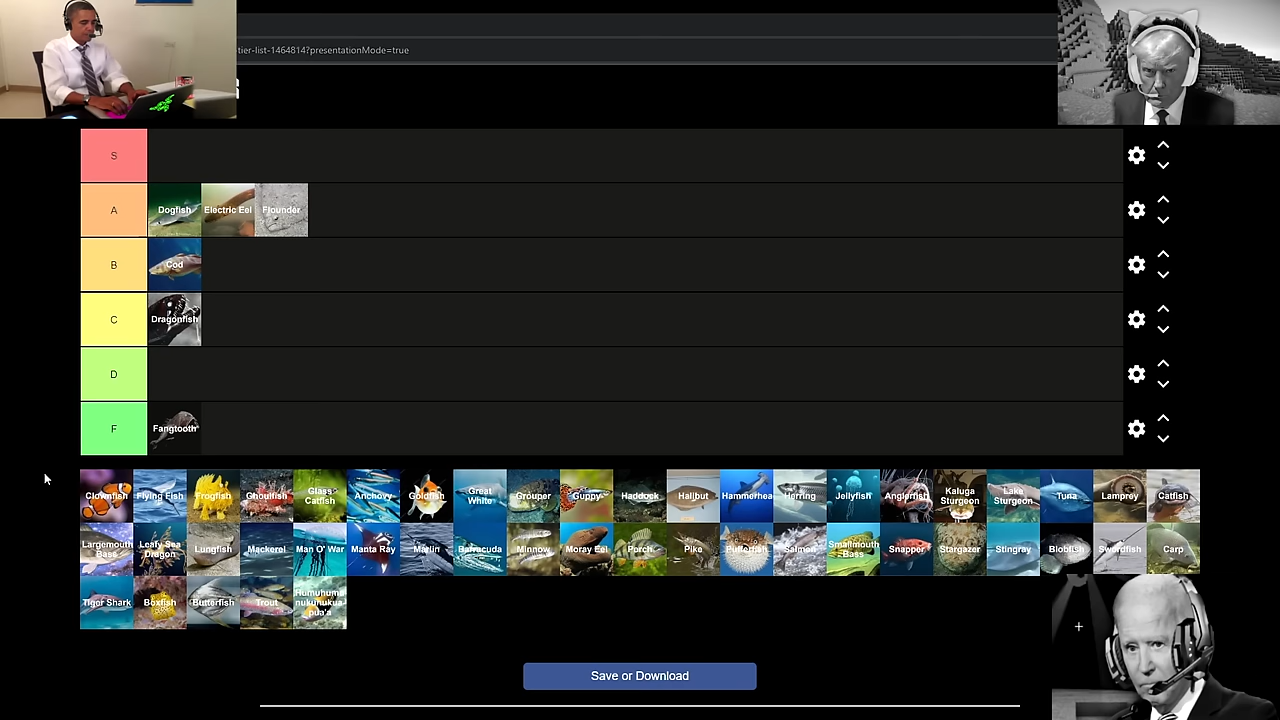 tier-list-1464814?presentationMode=true
S
A
Dogfish
Electric Eel
Flounder
B
Cod
C
Dragonfish
D
F
Fangtooth
Clownfish
Flying Fish
Frogfish
Ghoulfish
Glass
Catfish
Anchovy
Goldfish
Great
White
Grouper
Guppy
Haddock
Halibut
Hammerhea
Herring
Jellyfish
Anglerfish
Kaluga
Sturgeon
Lake
Sturgeon
Tuna
Lamprey
Catfish
Largemouth
Bass
Leafy Sea
Dragon
Lungfish
Mackerel
Man O' War
Manta Ray
Marlin
Barracuda
Minnow
Moray Eel
Perch
Pike
Pufferfish
Salmon
Smallmouth
Bass
Snapper
Stargazer
Stingray
Blobfish
Swordfish
Carp
Tiger Shark
Boxfish
Butterfish
Trout
Humuhumu
nukunukua
pua'a
Save or Download